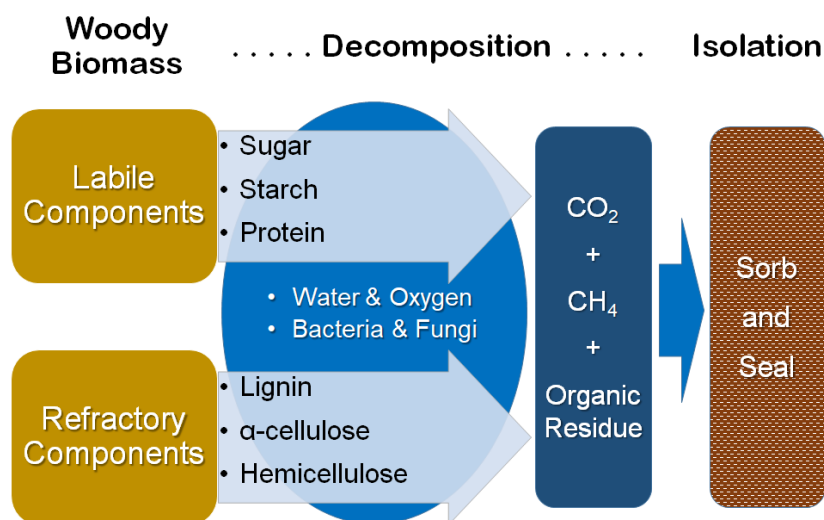 Woody
Biomass
. . . . . Decomposition . . . . .
Isolation
Labile
Components
• Sugar
• Starch
• Protein
• Water & Oxygen
• Bacteria & Fungi
Refractory
Components
• Lignin
• α-cellulose
• Hemicellulose
CO₂
+
CH₄
+
Organic
Residue
Sorb
and
Seal